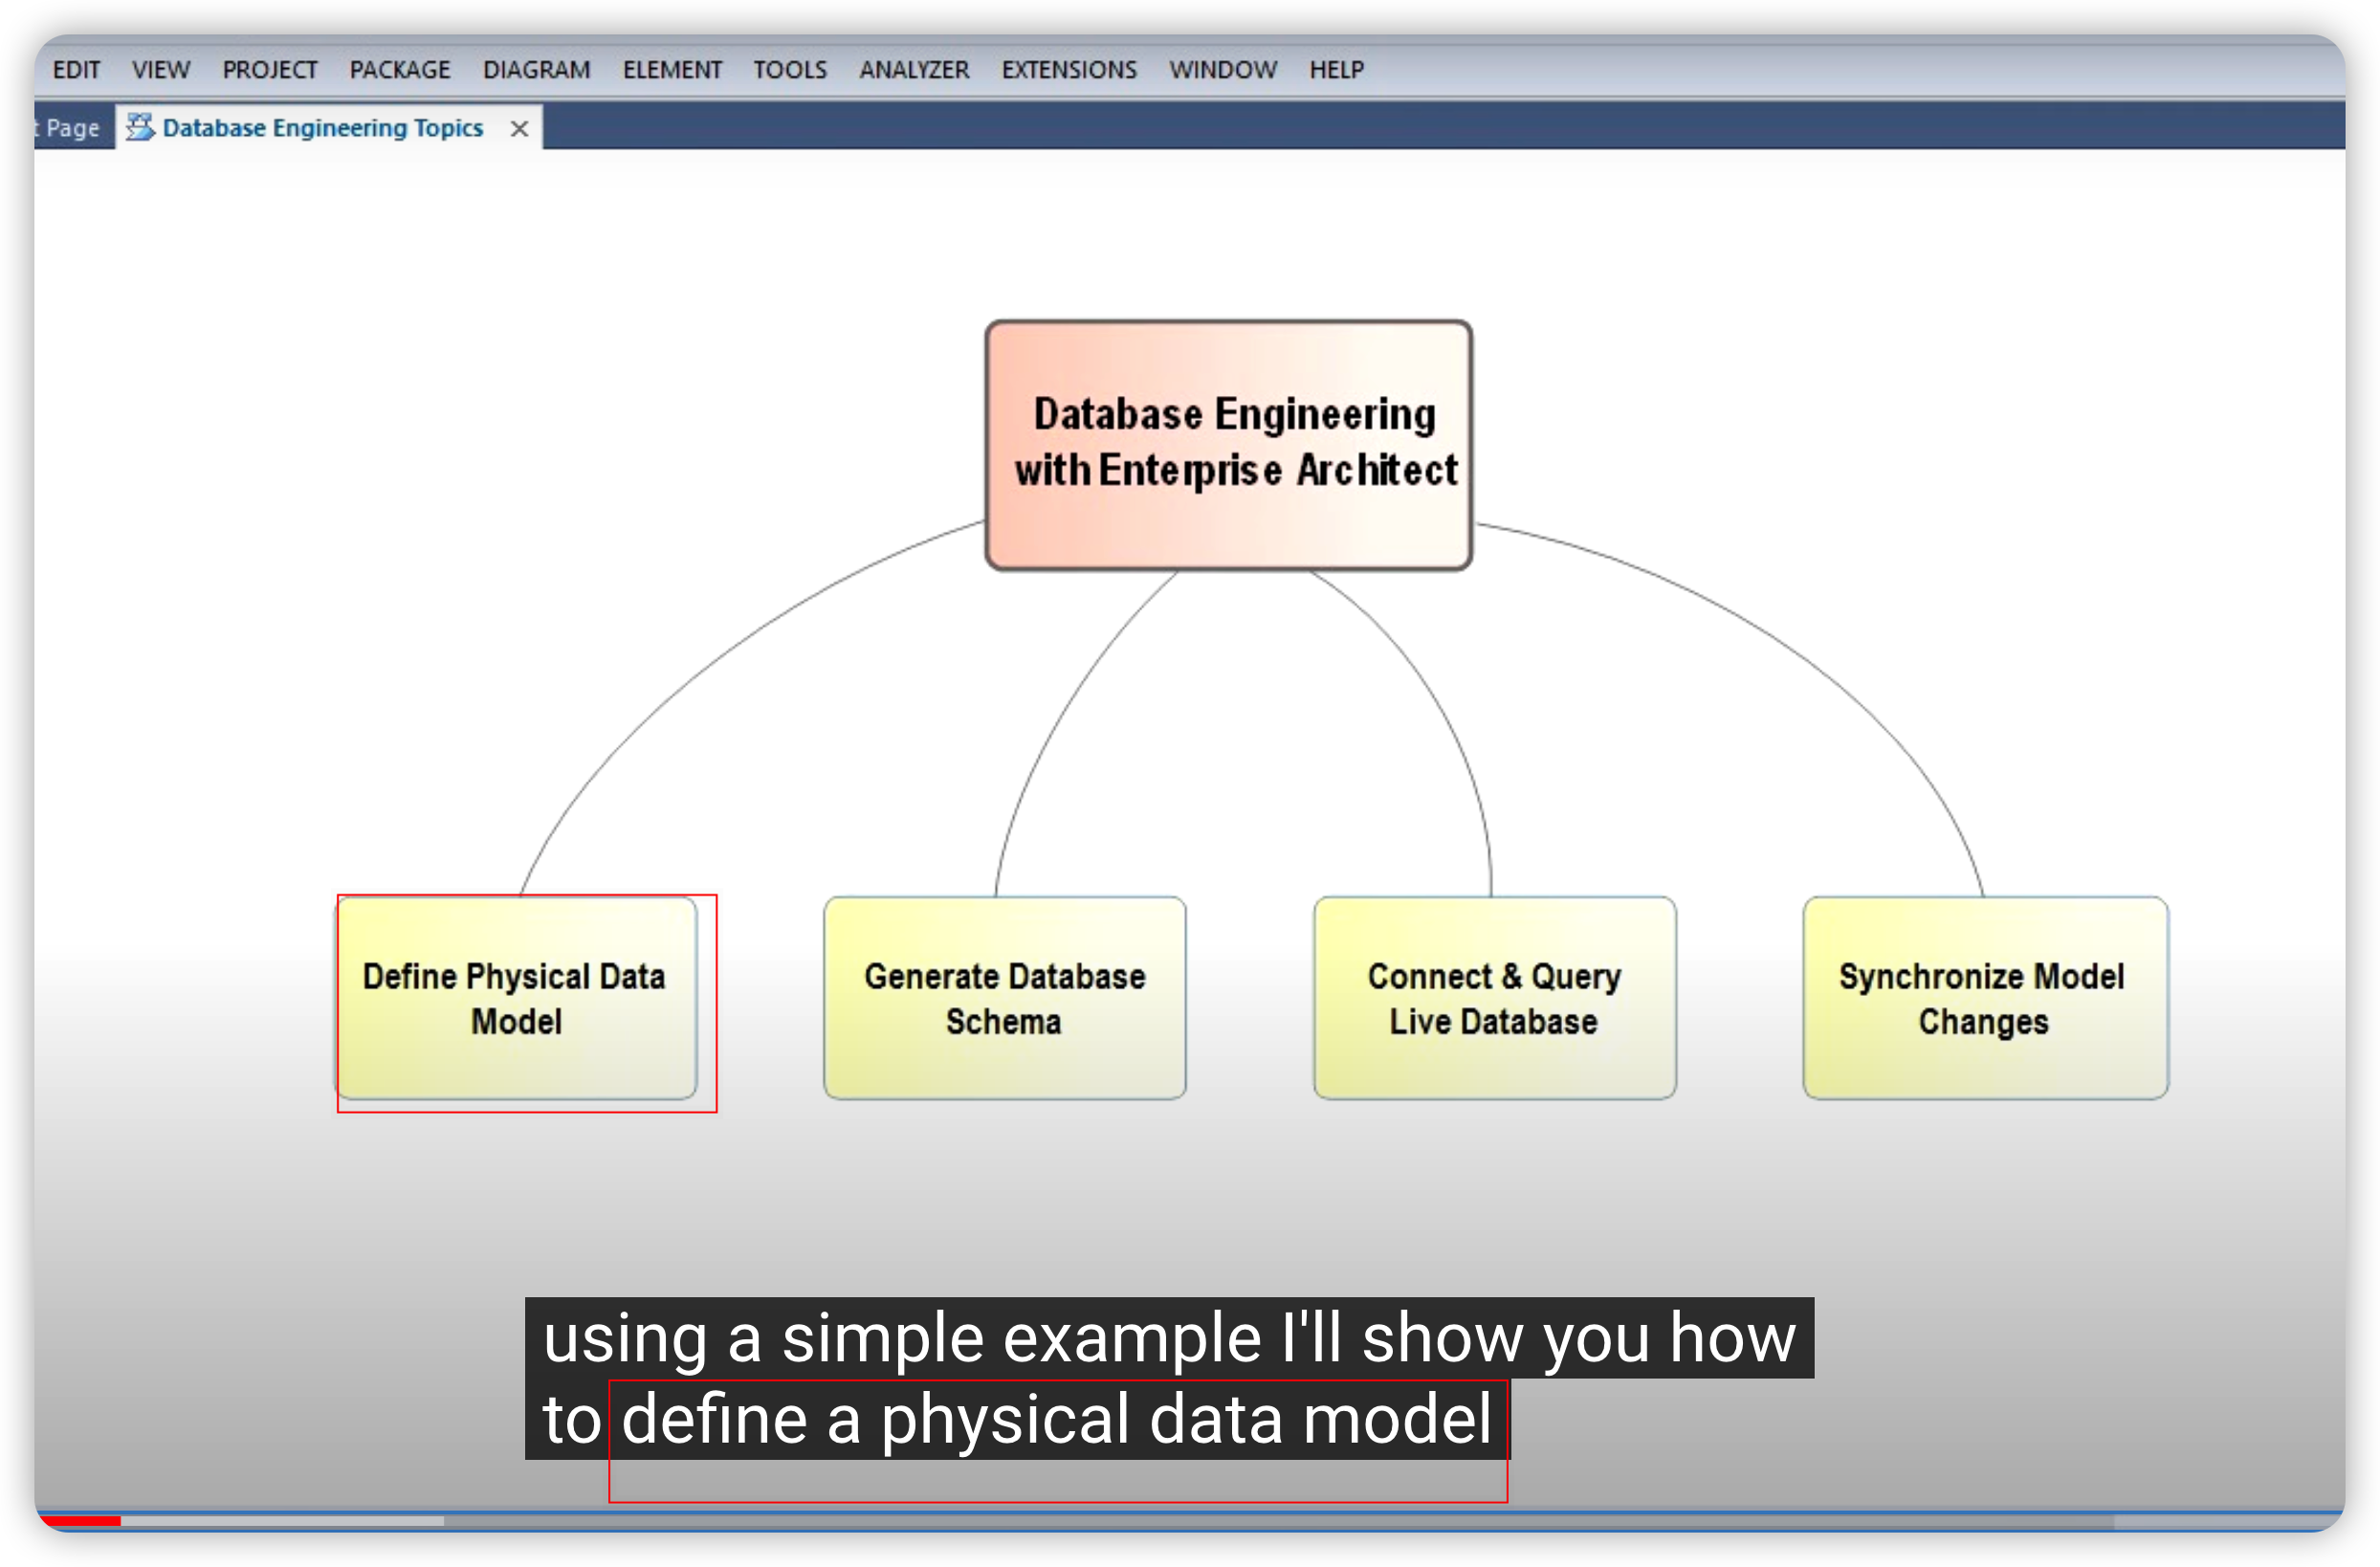 EDIT VIEW PROJECT PACKAGE DIAGRAM ELEMENT TOOLS ANALYZER EXTENSIONS WINDOW HELP
t Page Database Engineering Topics
Database Engineering
with Enterprise Architect
Define Physical Data
Model
Generate Database
Schema
Connect & Query
Live Database
Synchronize Model
Changes
using a simple example I'll show you how
to define a physical data model